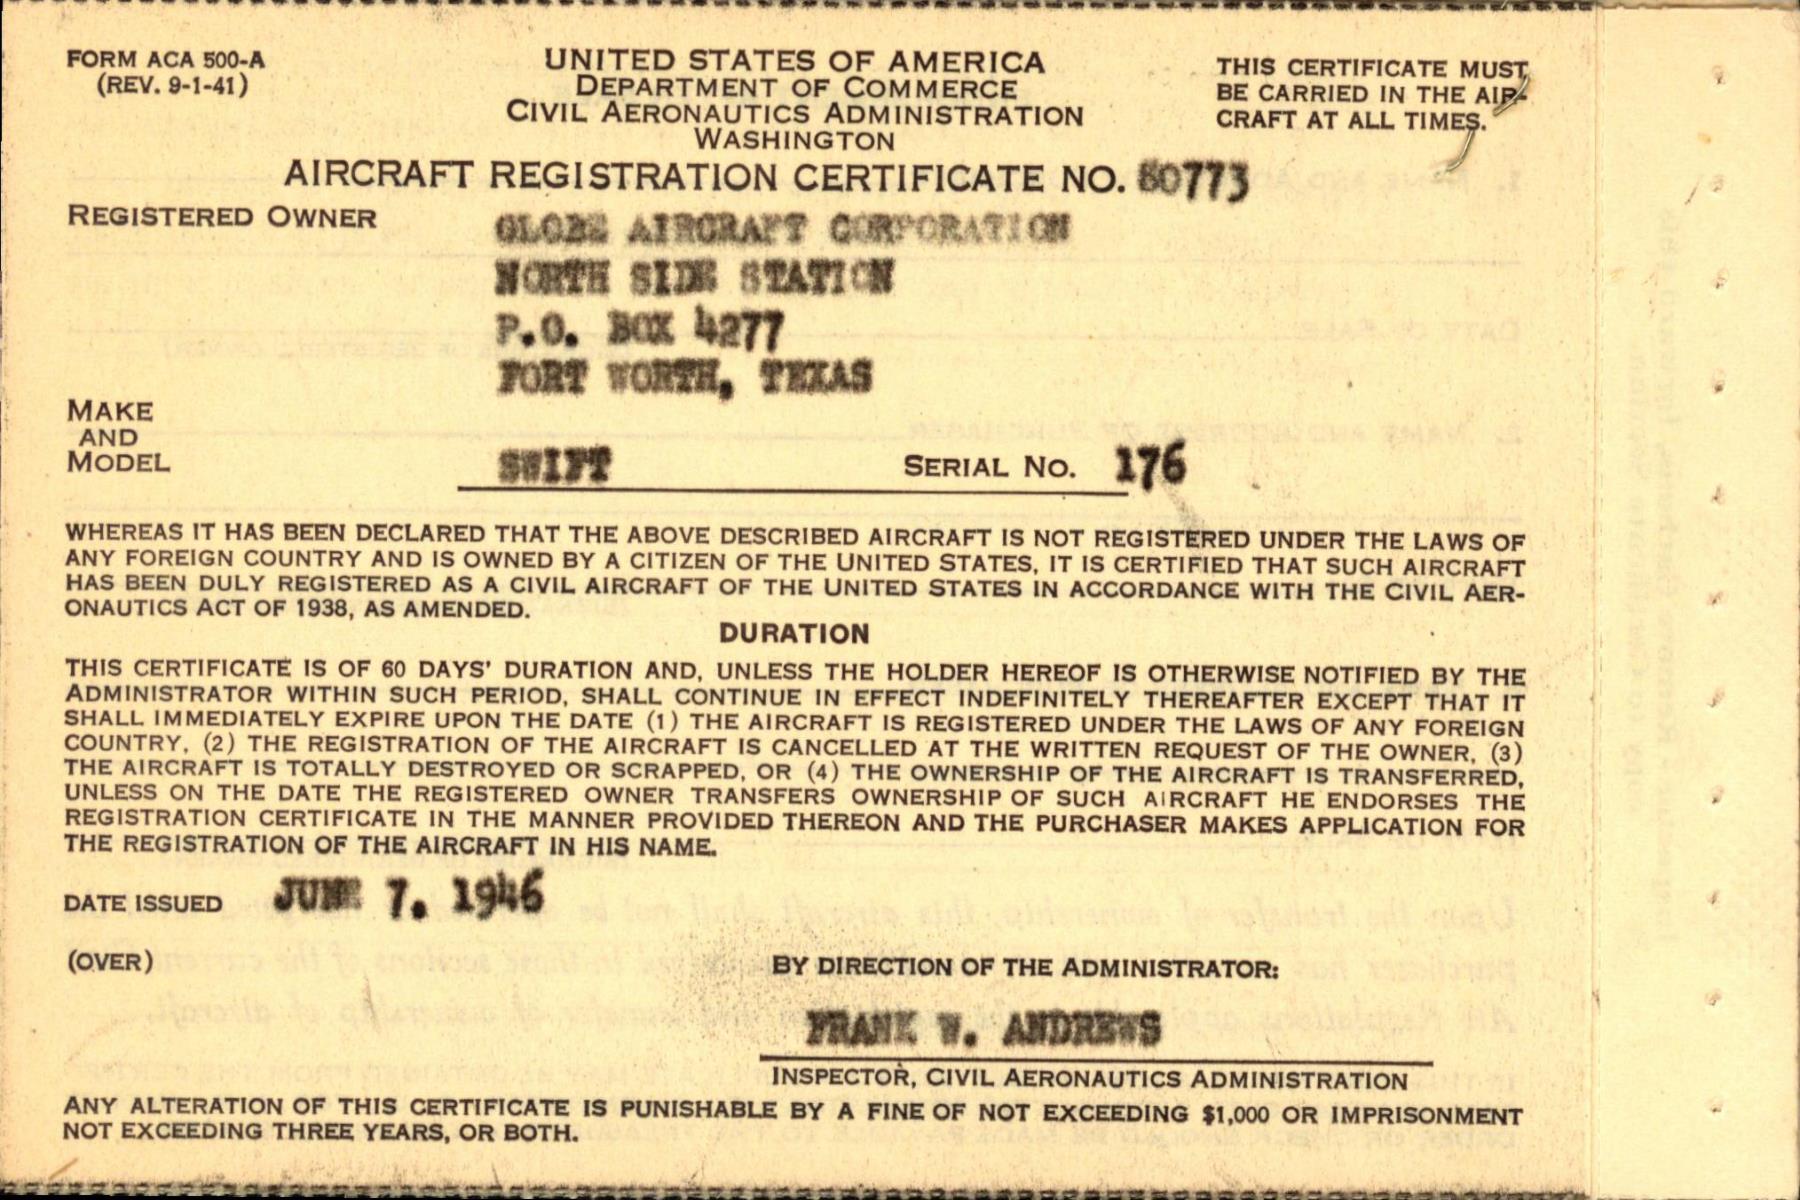 FORM ACA 500-A
(REV. 9-1-41)
UNITED STATES OF AMERICA
DEPARTMENT OF COMMERCE
CIVIL AERONAUTICS ADMINISTRATION
WASHINGTON
THIS CERTIFICATE MUST
BE CARRIED IN THE AIR-
CRAFT AT ALL TIMES.
AIRCRAFT REGISTRATION CERTIFICATE NO. 80773
REGISTERED OWNER
GLOBE AIRCRAFT CORPORATION
NORTH SIDE STATION
P.O. BOX 4277
FORT WORTH, TEXAS
MAKE
AND
MODEL SWIFT SERIAL NO. 176
WHEREAS IT HAS BEEN DECLARED THAT THE ABOVE DESCRIBED AIRCRAFT IS NOT REGISTERED UNDER THE LAWS OF
ANY FOREIGN COUNTRY AND IS OWNED BY A CITIZEN OF THE UNITED STATES, IT IS CERTIFIED THAT SUCH AIRCRAFT
HAS BEEN DULY REGISTERED AS A CIVIL AIRCRAFT OF THE UNITED STATES IN ACCORDANCE WITH THE CIVIL AER-
ONAUTICS ACT OF 1938, AS AMENDED.
DURATION
THIS CERTIFICATE IS OF 60 DAYS' DURATION AND, UNLESS THE HOLDER HEREOF IS OTHERWISE NOTIFIED BY THE
ADMINISTRATOR WITHIN SUCH PERIOD, SHALL CONTINUE IN EFFECT INDEFINITELY THEREAFTER EXCEPT THAT IT
SHALL IMMEDIATELY EXPIRE UPON THE DATE (1) THE AIRCRAFT IS REGISTERED UNDER THE LAWS OF ANY FOREIGN
COUNTRY, (2) THE REGISTRATION OF THE AIRCRAFT IS CANCELLED AT THE WRITTEN REQUEST OF THE OWNER, (3)
THE AIRCRAFT IS TOTALLY DESTROYED OR SCRAPPED, OR (4) THE OWNERSHIP OF THE AIRCRAFT IS TRANSFERRED,
UNLESS ON THE DATE THE REGISTERED OWNER TRANSFERS OWNERSHIP OF SUCH AIRCRAFT HE ENDORSES THE
REGISTRATION CERTIFICATE IN THE MANNER PROVIDED THEREON AND THE PURCHASER MAKES APPLICATION FOR
THE REGISTRATION OF THE AIRCRAFT IN HIS NAME.
DATE ISSUED JUNE 7, 1946
(OVER)
BY DIRECTION OF THE ADMINISTRATOR:
FRANK W. ANDREWS
INSPECTOR, CIVIL AERONAUTICS ADMINISTRATION
ANY ALTERATION OF THIS CERTIFICATE IS PUNISHABLE BY A FINE OF NOT EXCEEDING $1,000 OR IMPRISONMENT
NOT EXCEEDING THREE YEARS, OR BOTH.